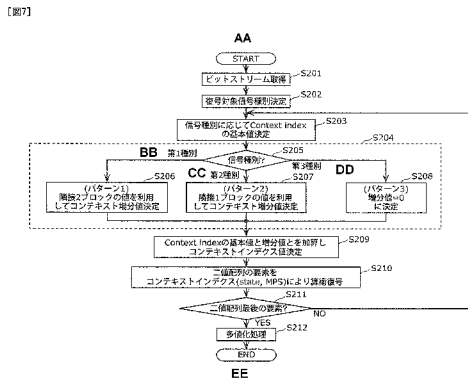 [図7]
AA
START
S201
ビットストリーム取得
S202
復号対象信号種別決定
S203
信号種別に応じてContext index
の基本値決定
S204
S205
信号種別?
BB 第1種別
CC 第2種別
第3種別 DD
S206
(パターン1)
隣接2ブロックの値を利用
してコンテキスト増分値決定
S207
(パターン2)
隣接1ブロックの値を利用
してコンテキスト増分値決定
S208
(パターン3)
増分値=0
に決定
S209
Context Indexの基本値と増分値とを加算し
コンテキストインデクス値決定
S210
二値配列の要素を
コンテキストインデクス(state, MPS)により算術復号
S211
二値配列最後の要素?
NO
YES
S212
多値化処理
END
EE